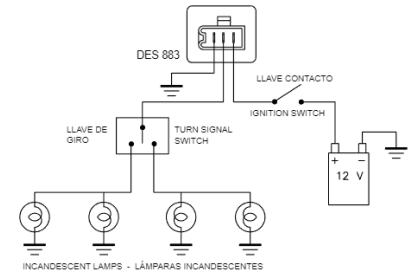 DES 883
LLAVE CONTACTO
IGNITION SWITCH
LLAVE DE
GIRO
TURN SIGNAL
SWITCH
+ −
12 V
INCANDESCENT LAMPS - LÁMPARAS INCANDESCENTES